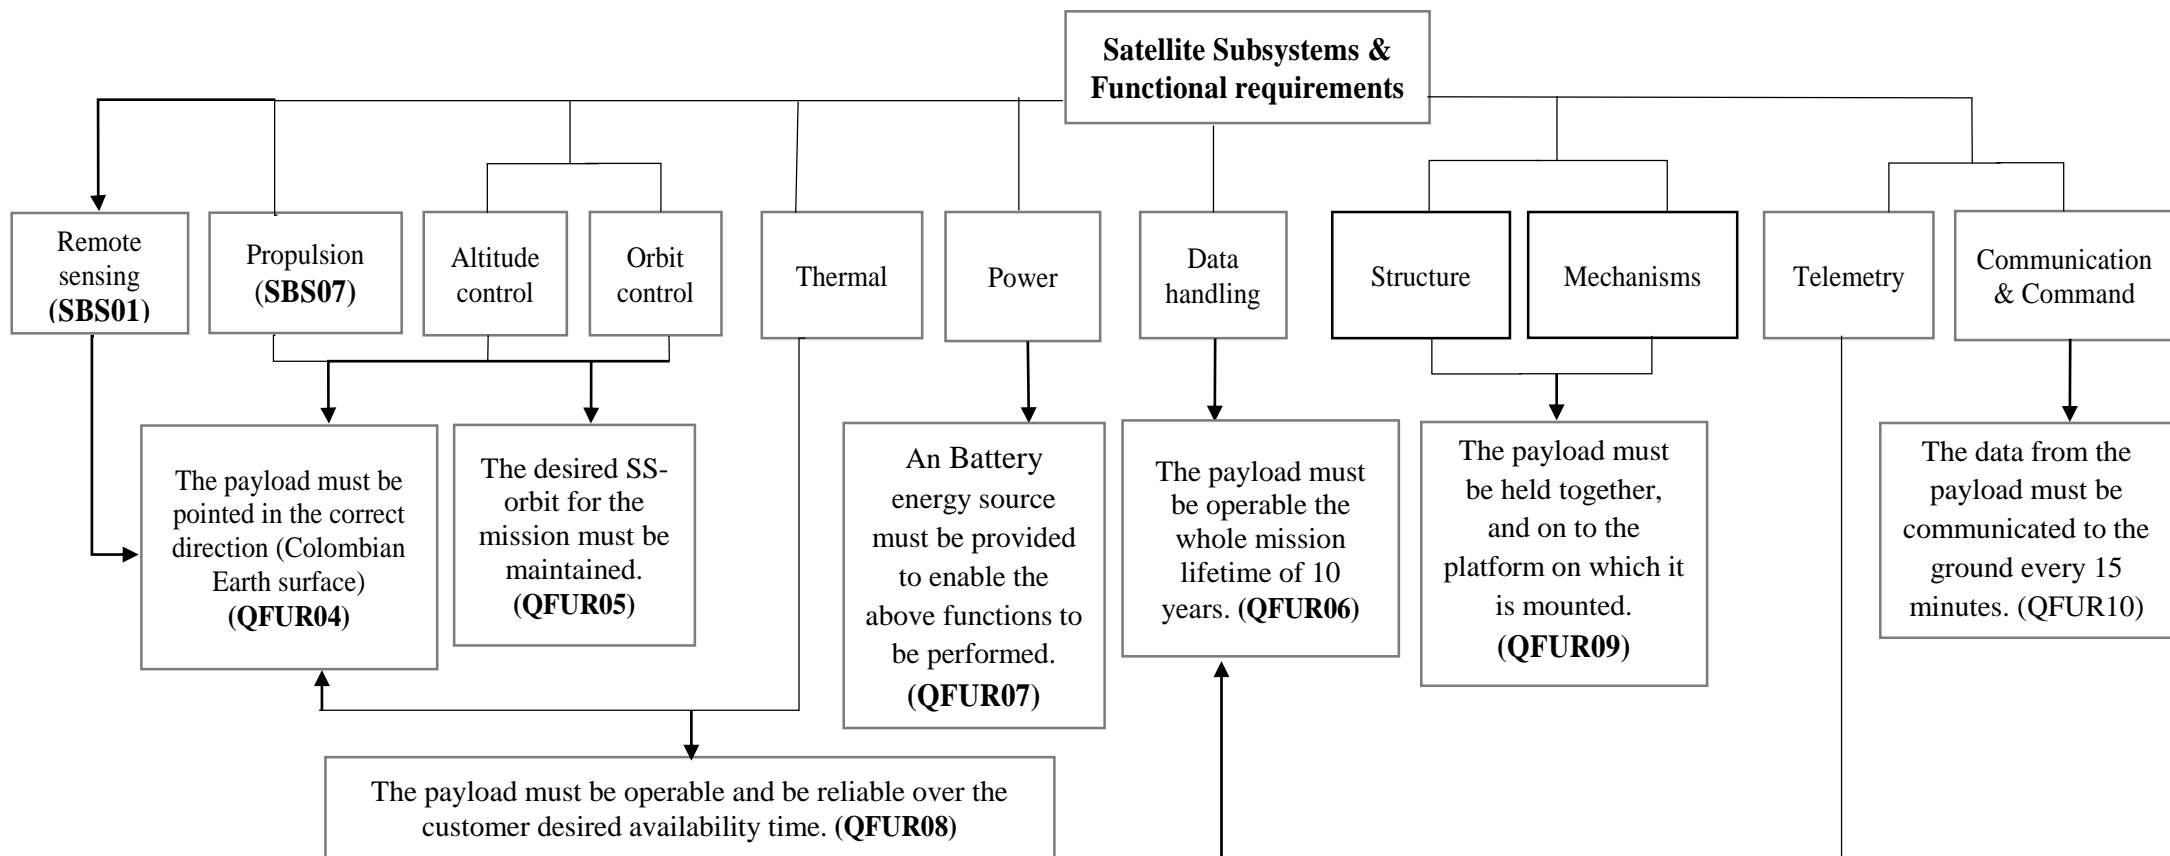 Satellite Subsystems &
Functional requirements
Remote
sensing
(SBS01)
Propulsion
(SBS07)
Altitude
control
Orbit
control
Thermal
Power
Data
handling
Structure
Mechanisms
Telemetry
Communication
& Command
The payload must be
pointed in the correct
direction (Colombian
Earth surface)
(QFUR04)
The desired SS-
orbit for the
mission must be
maintained.
(QFUR05)
An Battery
energy source
must be provided
to enable the
above functions to
be performed.
(QFUR07)
The payload must
be operable the
whole mission
lifetime of 10
years. (QFUR06)
The payload must
be held together,
and on to the
platform on which it
is mounted.
(QFUR09)
The data from the
payload must be
communicated to the
ground every 15
minutes. (QFUR10)
The payload must be operable and be reliable over the
customer desired availability time. (QFUR08)